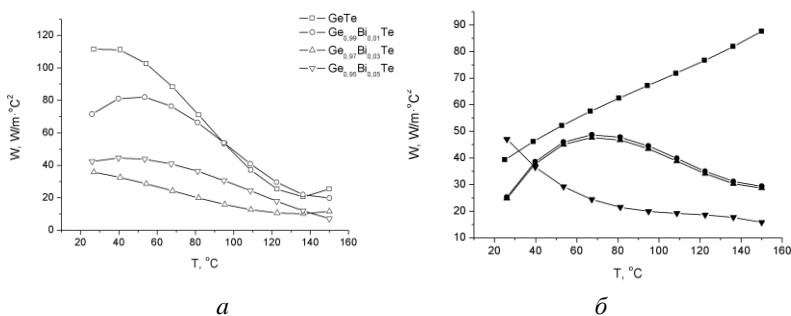 GeTe
Ge0,99Bi0,01Te
Ge0,97Bi0,03Te
Ge0,95Bi0,05Te
W, W/m·°C²
120
100
80
60
40
20
0
0 20 40 60 80 100 120 140 160
T, °C
а
W, W/m·°C²
90
80
70
60
50
40
30
20
10
20 40 60 80 100 120 140 160
T, °C
б